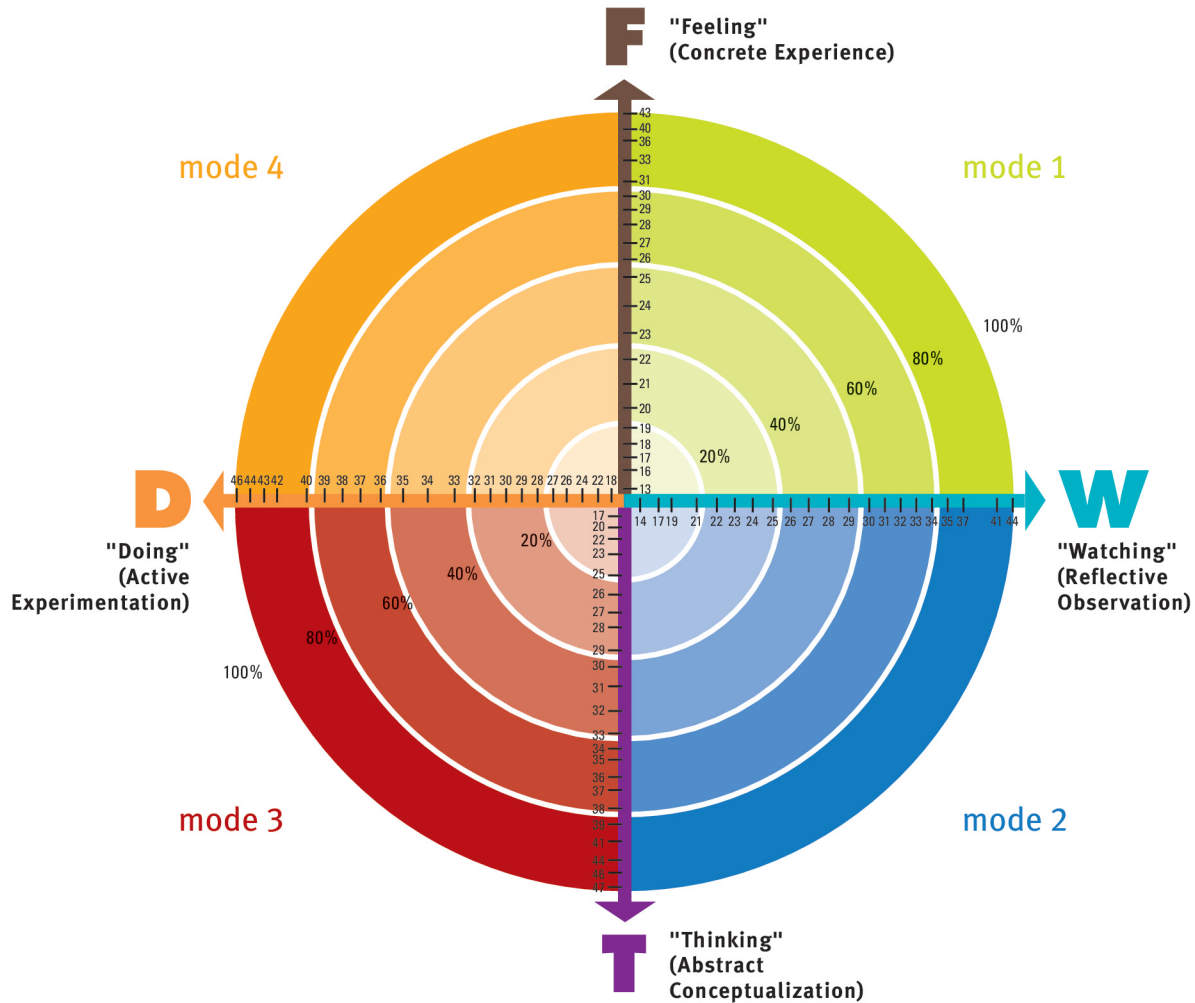 F
"Feeling"
(Concrete Experience)
mode 4
mode 1
43
40
36
33
31
30
29
28
27
26
25
24
23
22
21
20
19
18
17
16
13
100%
80%
60%
40%
20%
D
46 44 43 42 40 39 38 37 36 35 34 33 32 31 30 29 28 27 26 24 22 18
14 17 19 21 22 23 24 25 26 27 28 29 30 31 32 33 34 35 37 41 44
W
"Doing"
(Active
Experimentation)
"Watching"
(Reflective
Observation)
17
20
22
23
25
26
27
28
29
30
31
32
33
34
35
36
37
38
39
41
44
46
47
20%
40%
60%
80%
100%
mode 3
mode 2
T
"Thinking"
(Abstract
Conceptualization)